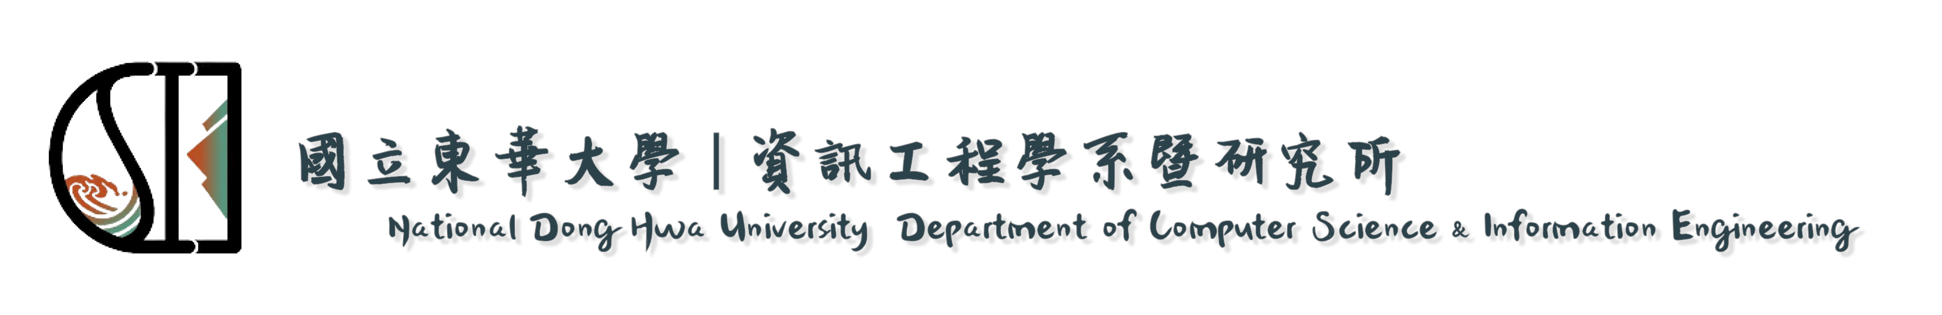 國立東華大學 | 資訊工程學系暨研究所
National Dong Hwa University Department of Computer Science & Information Engineering